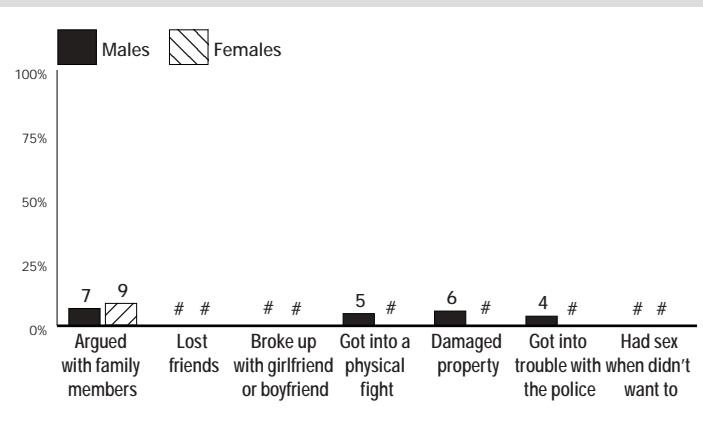 Males Females
100%
75%
50%
25%
0%
7 9 # # # # 5 # 6 # 4 # # #
Argued Lost Broke up Got into a Damaged Got into Had sex
with family friends with girlfriend physical property trouble with when didn't
members or boyfriend fight the police want to